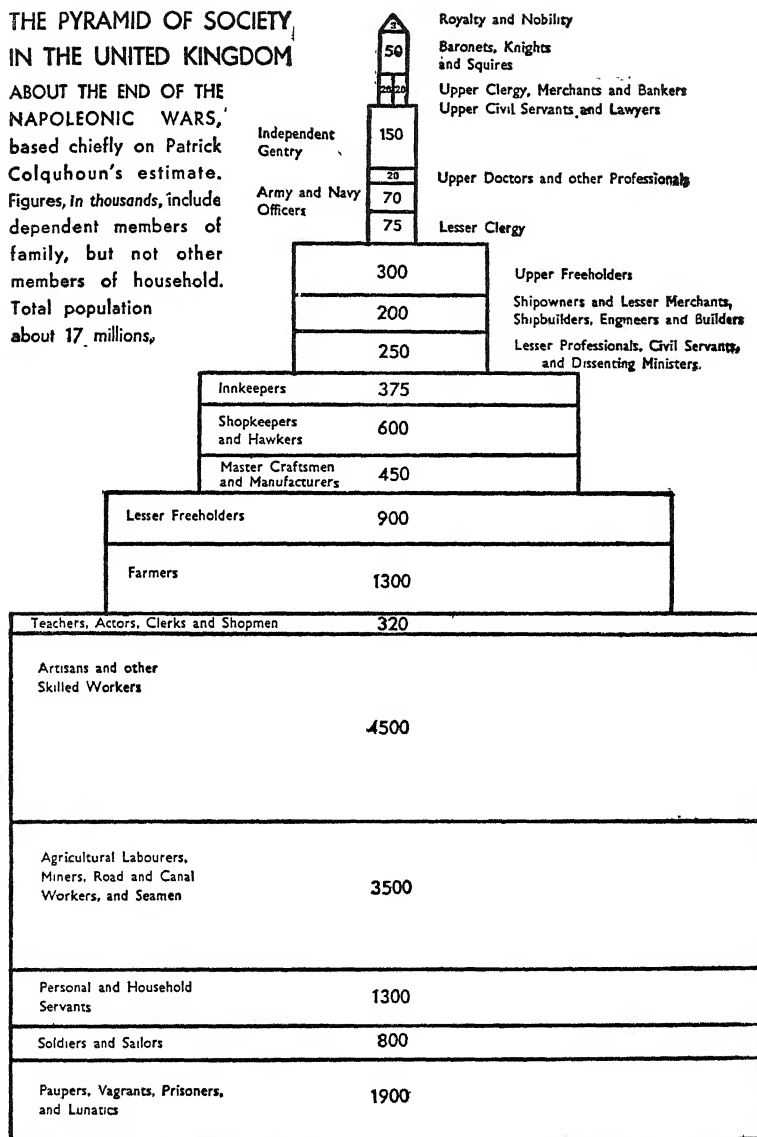 THE PYRAMID OF SOCIETY
IN THE UNITED KINGDOM
ABOUT THE END OF THE
NAPOLEONIC WARS,
based chiefly on Patrick
Colquhoun's estimate.
Figures, in thousands, include
dependent members of
family, but not other
members of household.
Total population
about 17 millions,
3
Royalty and Nobility
50
Baronets, Knights
and Squires
20 20
Upper Clergy, Merchants and Bankers
Upper Civil Servants and Lawyers
Independent
Gentry
150
20
Upper Doctors and other Professionals
Army and Navy
Officers
70
75
Lesser Clergy
300
Upper Freeholders
200
Shipowners and Lesser Merchants,
Shipbuilders, Engineers and Builders
250
Lesser Professionals, Civil Servants,
and Dissenting Ministers.
Innkeepers 375
Shopkeepers
and Hawkers
600
Master Craftsmen
and Manufacturers
450
Lesser Freeholders 900
Farmers 1300
Teachers, Actors, Clerks and Shopmen 320
Artisans and other
Skilled Workers
4500
Agricultural Labourers,
Miners, Road and Canal
Workers, and Seamen
3500
Personal and Household
Servants
1300
Soldiers and Sailors 800
Paupers, Vagrants, Prisoners,
and Lunatics
1900